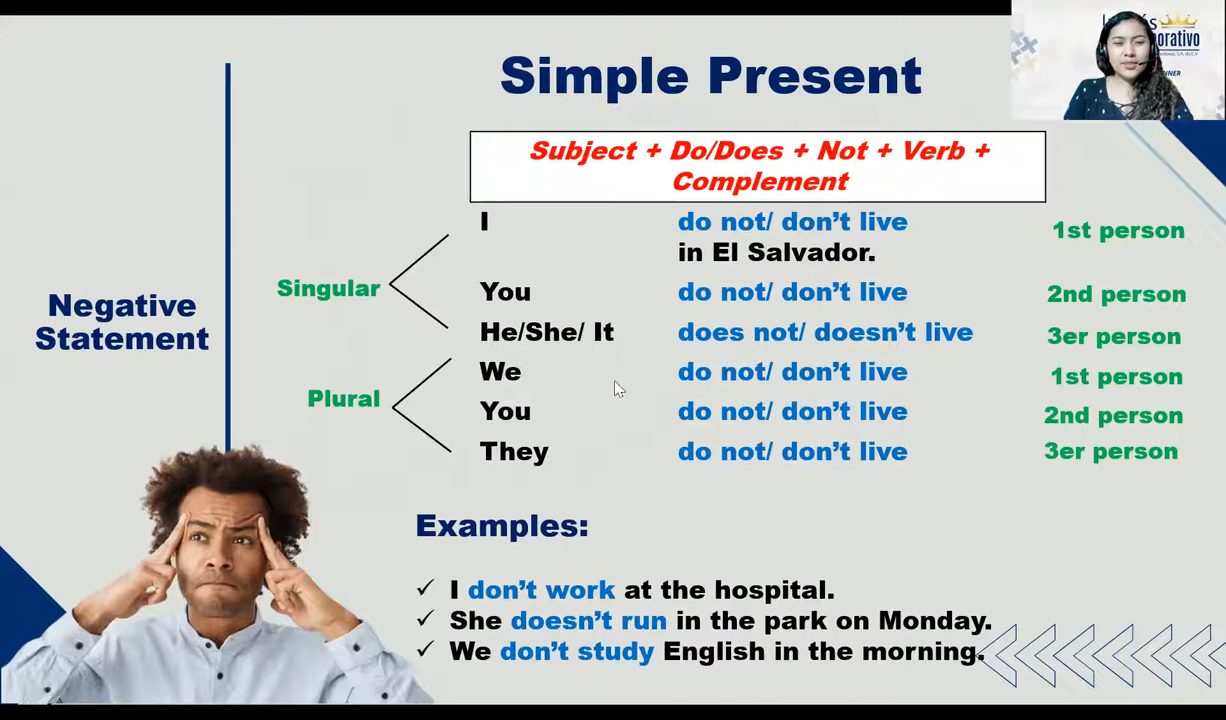 Simple Present
Subject + Do/Does + Not + Verb +
Complement
I do not/ don't live 1st person
in El Salvador.
Singular
You do not/ don't live 2nd person
Negative
Statement
He/She/ It does not/ doesn't live 3er person
We do not/ don't live 1st person
Plural
You do not/ don't live 2nd person
They do not/ don't live 3er person
Examples:
✓ I don't work at the hospital.
✓ She doesn't run in the park on Monday.
✓ We don't study English in the morning.